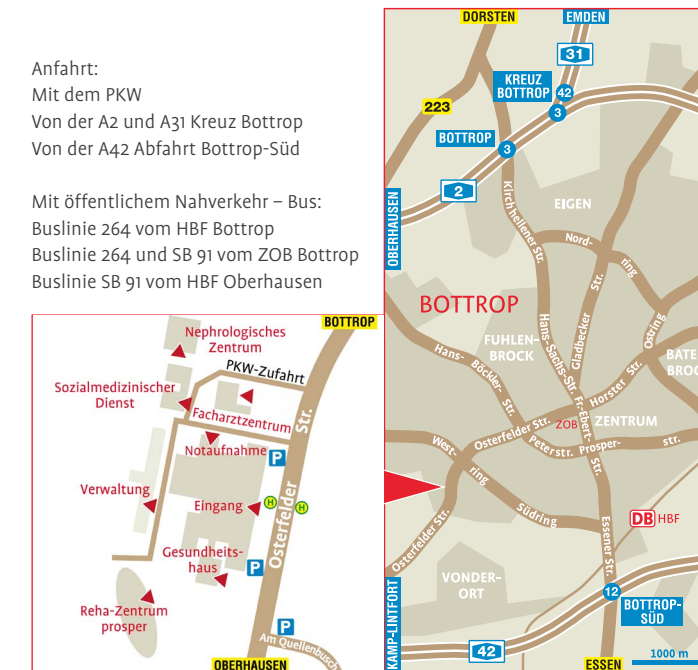 Anfahrt:
Mit dem PKW
Von der A2 und A31 Kreuz Bottrop
Von der A42 Abfahrt Bottrop-Süd
Mit öffentlichem Nahverkehr – Bus:
Buslinie 264 vom HBF Bottrop
Buslinie 264 und SB 91 vom ZOB Bottrop
Buslinie SB 91 vom HBF Oberhausen
BOTTROP
Nephrologisches
Zentrum
PKW-Zufahrt
Sozialmedizinischer
Dienst
Facharztzentrum
Notaufnahme
P
Verwaltung
Eingang
H
H
Osterfelder Str.
Gesundheits-
haus
P
Reha-Zentrum
prosper
P
Am Quellenbusch
OBERHAUSEN
DORSTEN
EMDEN
31
KREUZ
BOTTROP
42
3
223
BOTTROP
3
2
OBERHAUSEN
Kirchhellener Str.
EIGEN
Nord-
ring
BOTTROP
Gladbecker Str.
Hans-Sachs-Str.
FUHLEN-
BROCK
Ostring
BATE
BROC
Hans-
Böckler-
Str.
Horster Str.
Fr.-Ebert-
Str.
Osterfelder Str.
ZOB
ZENTRUM
Peterstr.
Prosper-
str.
West-
ring
Südring
Osterfelder Str.
Essener Str.
DB HBF
VONDER-
ORT
KAMP-LINTFORT
12
BOTTROP-
SÜD
42
ESSEN
1000 m